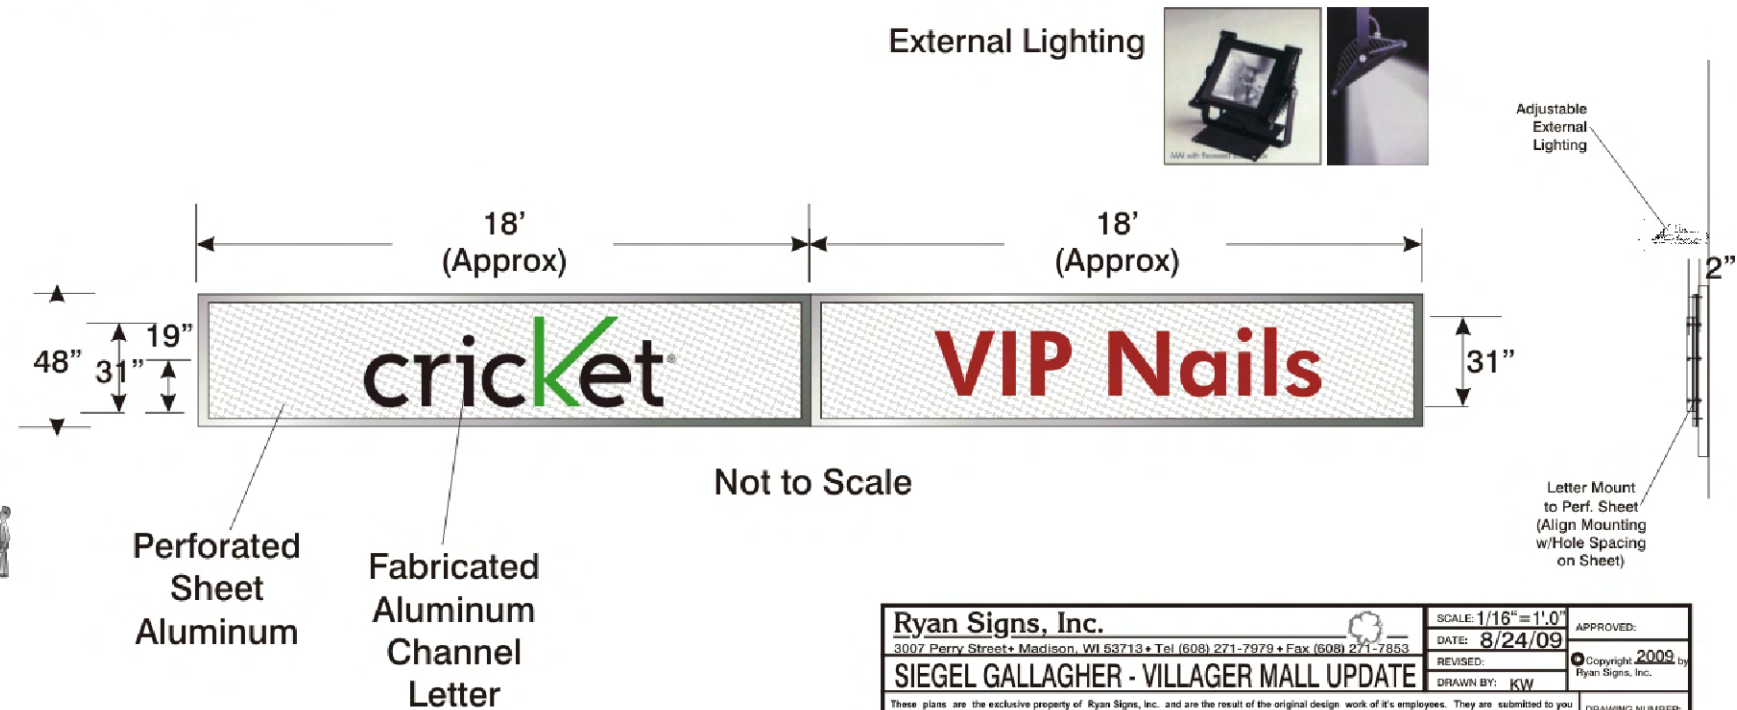 External Lighting
MAI with Recessed
Adjustable
External
Lighting
18’
(Approx)
18’
(Approx)
2”
48”
31”
19”
cricket®
VIP Nails
31”
Not to Scale
Perforated
Sheet
Aluminum
Fabricated
Aluminum
Channel
Letter
Letter Mount
to Perf. Sheet
(Align Mounting
w/Hole Spacing
on Sheet)
Ryan Signs, Inc.
3007 Perry Street • Madison, WI 53713 • Tel (608) 271-7979 • Fax (608) 271-7853
SIEGEL GALLAGHER - VILLAGER MALL UPDATE
SCALE: 1/16"=1'.0"
DATE: 8/24/09
REVISED:
DRAWN BY: KW
APPROVED:
Copyright 2009 by
Ryan Signs, Inc.
These plans are the exclusive property of Ryan Signs, Inc. and are the result of the original design work of it's employees. They are submitted to you
DRAWING NUMBER: